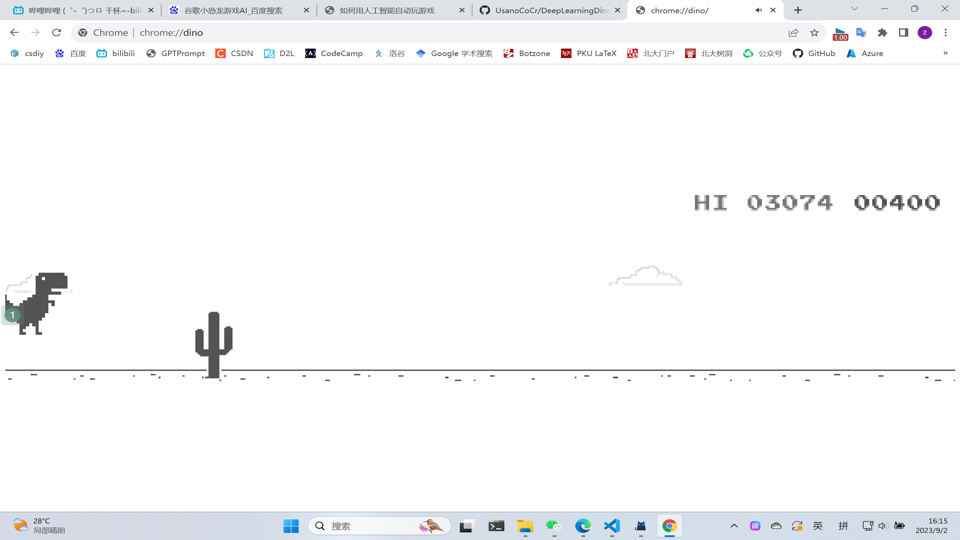 哔哩哔哩 (゜-゜)つロ 干杯~-bili
谷歌小恐龙游戏AI_百度搜索
如何用人工智能自动玩游戏
UsanoCoCr/DeepLearningDin
chrome://dino/
Chrome | chrome://dino
1.00
z
csdiy
百度
bilibili
GPTPrompt
CSDN
D2L
CodeCamp
洛谷
Google 学术搜索
Botzone
PKU LaTeX
北大门户
北大树洞
公众号
GitHub
Azure
»
HI 03074 00400
1
28°C
局部晴朗
搜索
英
拼
16:15
2023/9/2